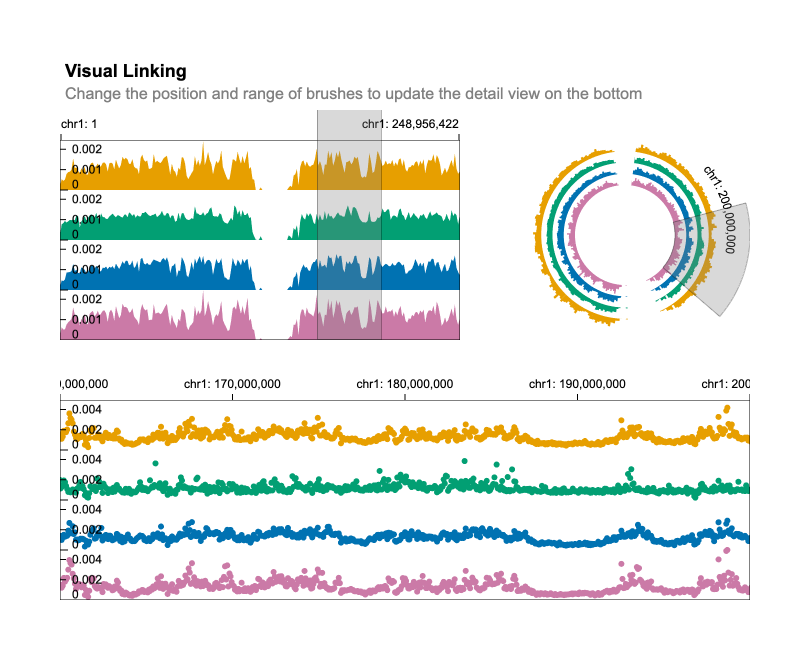 Visual Linking
Change the position and range of brushes to update the detail view on the bottom
chr1: 1
chr1: 248,956,422
0.002
0.001
0
0.002
0.001
0
0.002
0.001
0
0.002
0.001
0
chr1: 200,000,000
0,000,000
chr1: 170,000,000
chr1: 180,000,000
chr1: 190,000,000
chr1: 200
0.004
0.002
0
0.004
0.002
0
0.004
0.002
0
0.004
0.002
0